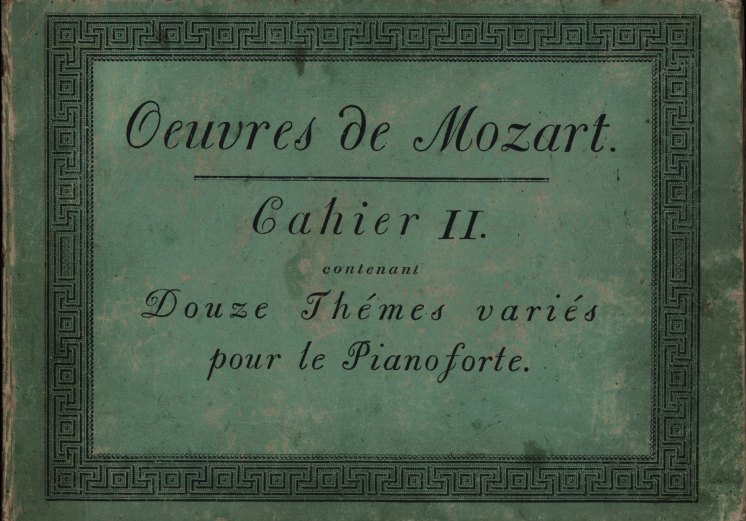 Oeuvres de Mozart.
Cahier II.
contenant
Douze Thémes variés
pour le Pianoforte.